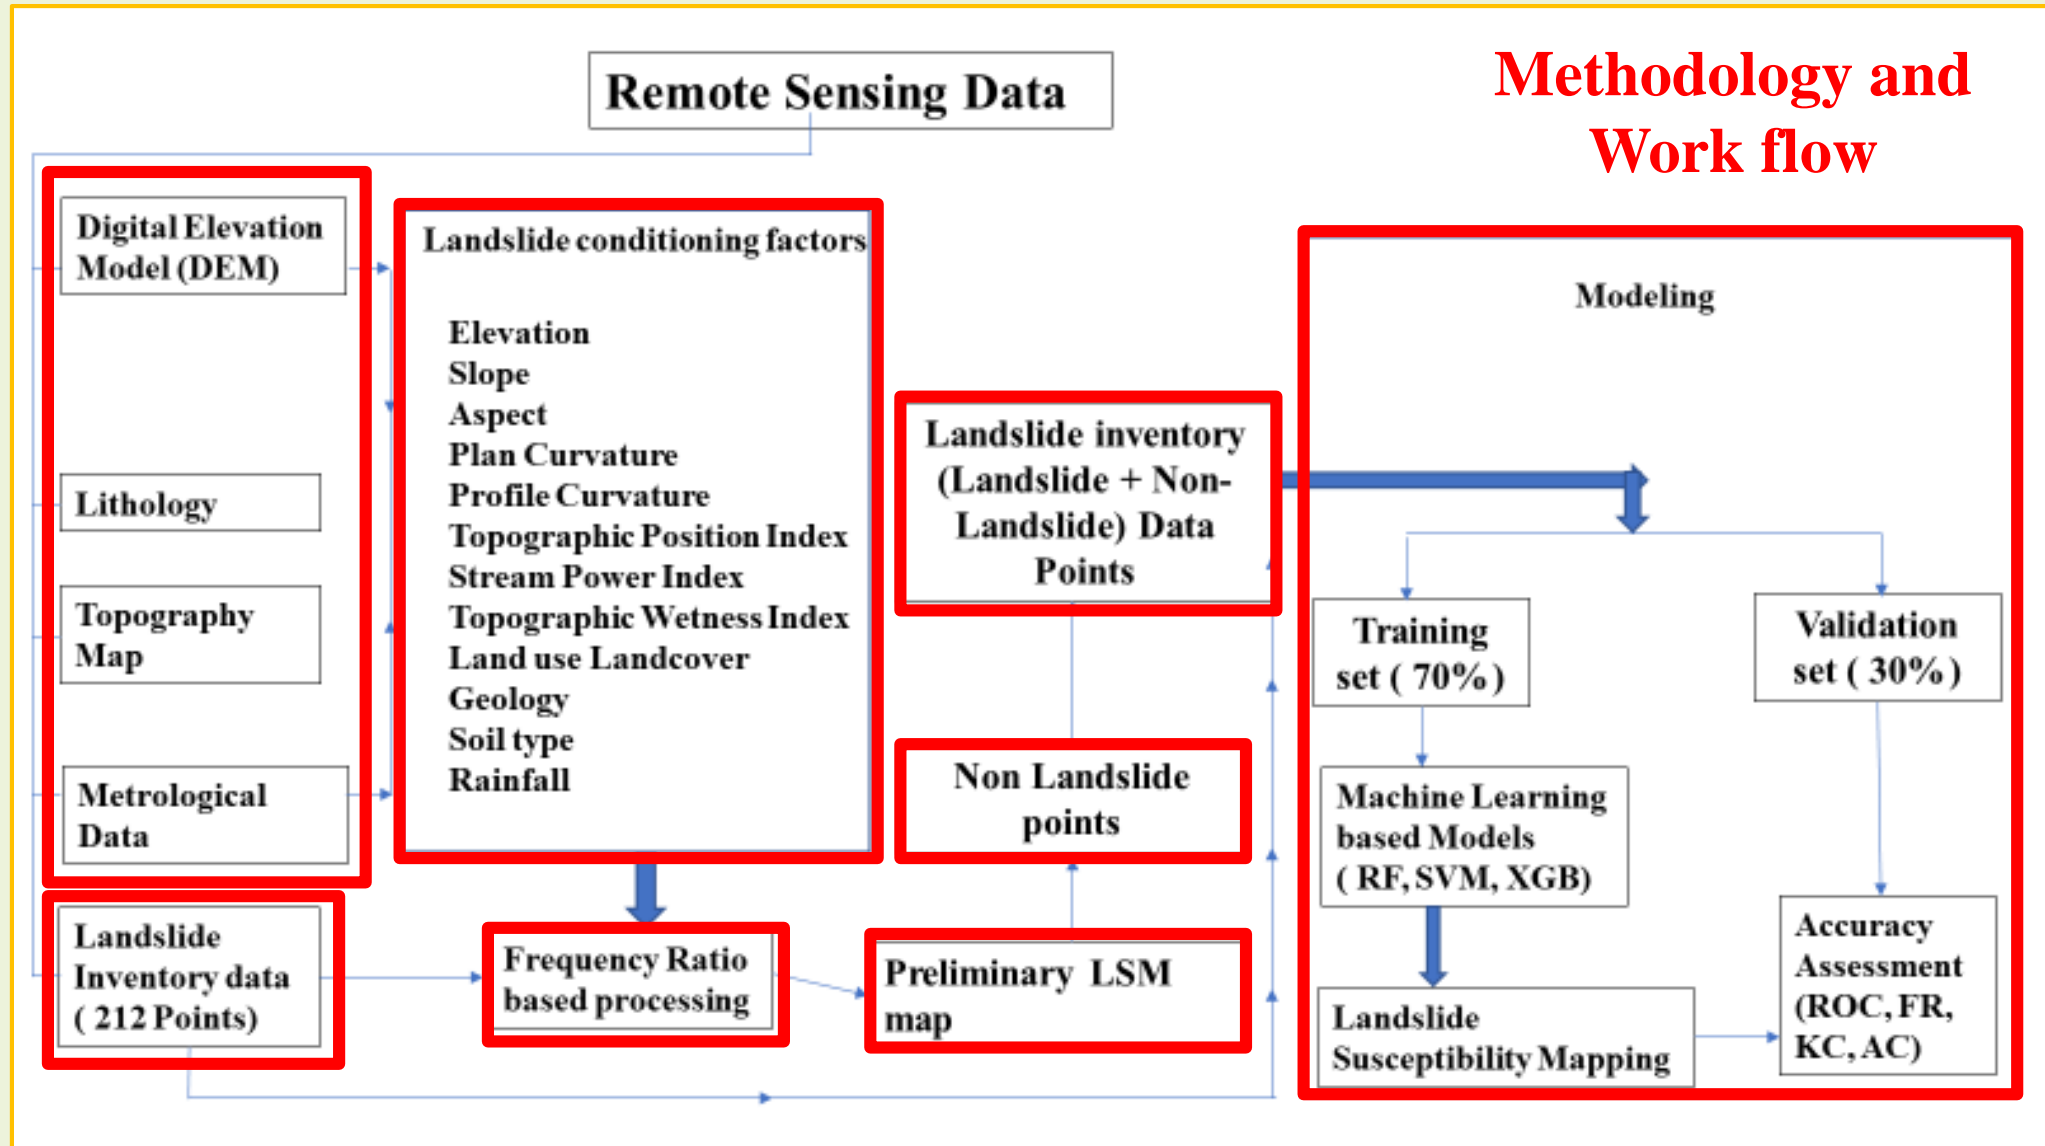 Remote Sensing Data
Methodology and
Work flow
Digital Elevation
Model (DEM)
Lithology
Topography
Map
Metrological
Data
Landslide
Inventory data
( 212 Points)
Landslide conditioning factors
Elevation
Slope
Aspect
Plan Curvature
Profile Curvature
Topographic Position Index
Stream Power Index
Topographic Wetness Index
Land use Landcover
Geology
Soil type
Rainfall
Frequency Ratio
based processing
Preliminary LSM
map
Non Landslide
points
Landslide inventory
(Landslide + Non-
Landslide) Data
Points
Modeling
Training
set ( 70%)
Validation
set ( 30%)
Machine Learning
based Models
( RF, SVM, XGB)
Landslide
Susceptibility Mapping
Accuracy
Assessment
(ROC, FR,
KC, AC)